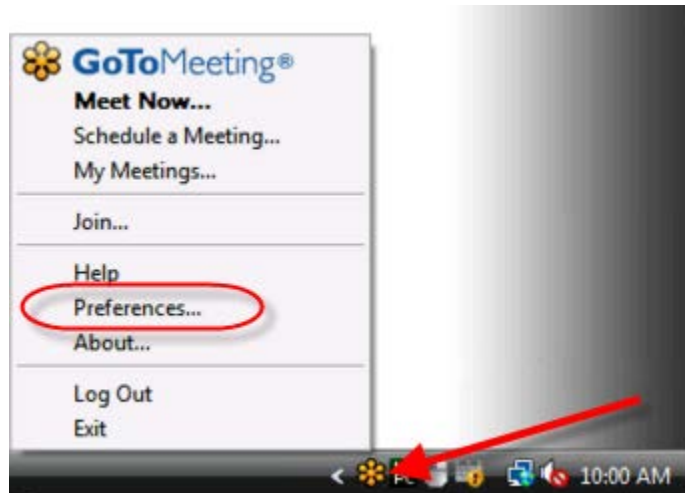 GoToMeeting®
Meet Now...
Schedule a Meeting...
My Meetings...
Join...
Help
Preferences...
About...
Log Out
Exit
< 10:00 AM